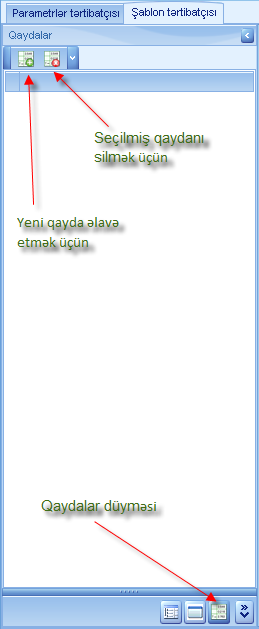 Parametrlər tərtibatçısı Şablon tərtibatçısı
Qaydalar
Seçilmiş qaydanı
silmək üçün
Yeni qayda əlavə
etmək üçün
Qaydalar düyməsi